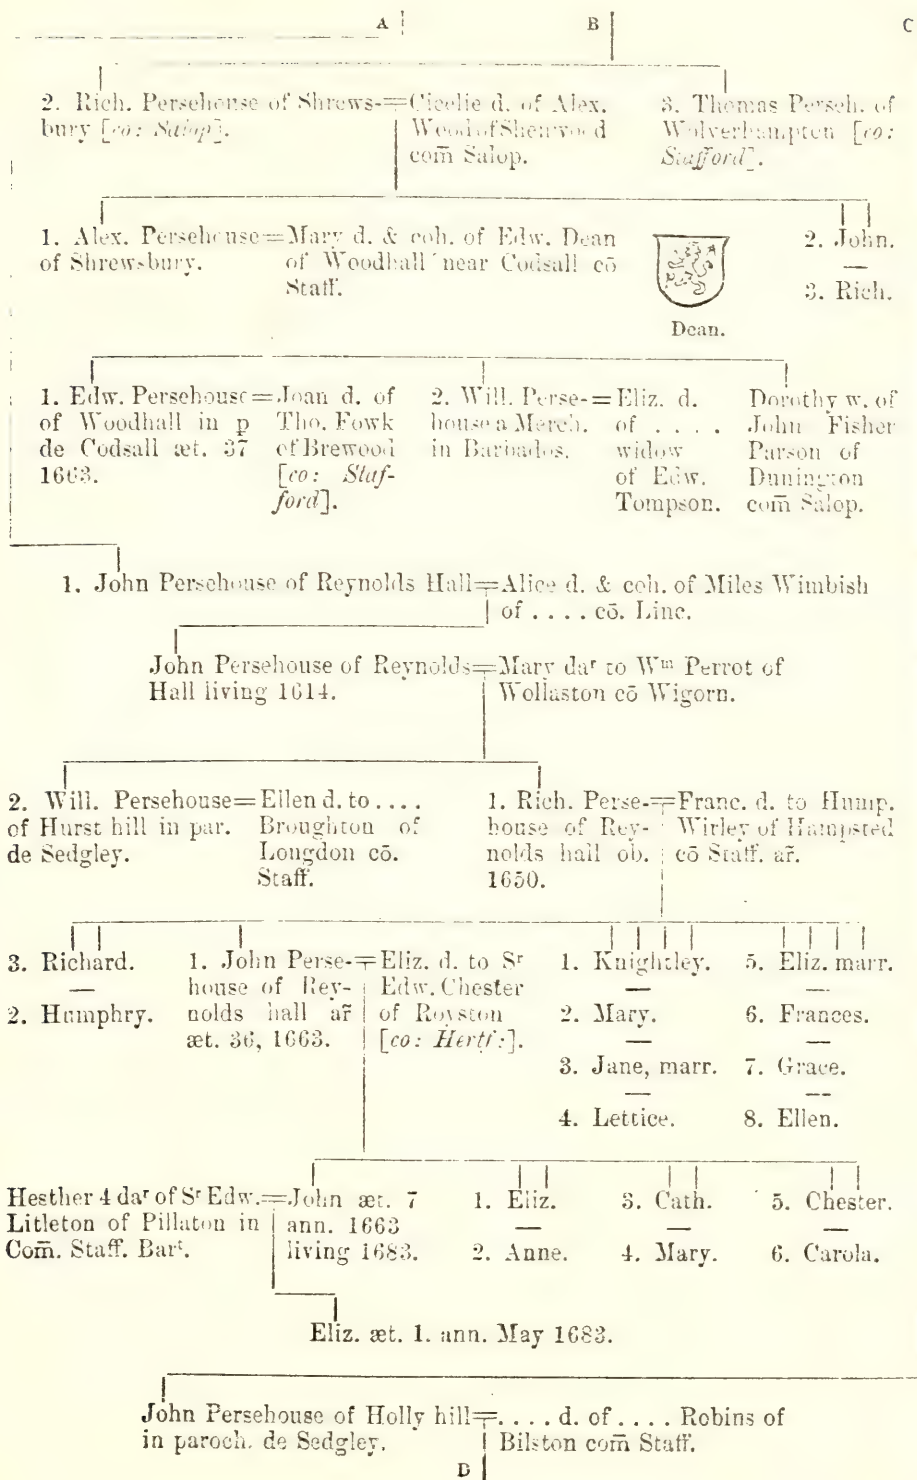 A B C
2. Rich. Persehouse of Shrews-=Cicelie d. of Alex. 3. Thomas Perseh. of
bury [co: Salop]. Wood of Shenwood Wolverhampton [co:
com̄ Salop. Stafford].
1. Alex. Persehouse=Mary d. & coh. of Edw. Dean 2. John.
of Shrewsbury. of Woodhall near Codsall cō —
Staff. 3. Rich.
Dean.
1. Edw. Persehouse=Joan d. of 2. Will. Perse-=Eliz. d. Dorothy w. of
of Woodhall in p Tho. Fowk house a Merch. of .... John Fisher
de Codsall æt. 37 of Brewood in Barbados. widow Parson of
1663. [co: Staf- of Edw. Dunington
ford]. Tompson. com̄ Salop.
1. John Persehouse of Reynolds Hall=Alice d. & coh. of Miles Wimbish
of .... cō. Linc.
John Persehouse of Reynolds=Mary daʳ to Wᵐ Perrot of
Hall living 1614. Wollaston cō Wigorn.
2. Will. Persehouse=Ellen d. to .... 1. Rich. Perse-=Franc. d. to Hump.
of Hurst hill in par. Broughton of house of Rey- Wirley of Hampsted
de Sedgley. Longdon cō. nolds hall ob. cō Staff. ar̄.
Staff. 1650.
3. Richard. 1. John Perse-=Eliz. d. to Sʳ 1. Knightley. 5. Eliz. marr.
— house of Rey- Edw. Chester — —
2. Humphry. nolds hall ar̄ of Royston 2. Mary. 6. Frances.
æt. 36, 1663. [co: Hertf:]. — —
3. Jane, marr. 7. Grace.
— —
4. Lettice. 8. Ellen.
Hesther 4 daʳ of Sʳ Edw.=John æt. 7 1. Eliz. 3. Cath. 5. Chester.
Litleton of Pillaton in ann. 1663 — — —
Com̄. Staff. Barᵗ. living 1683. 2. Anne. 4. Mary. 6. Carola.
Eliz. æt. 1. ann. May 1683.
John Persehouse of Holly hill=.... d. of .... Robins of
in paroch. de Sedgley. Bilston com̄ Staff.
D